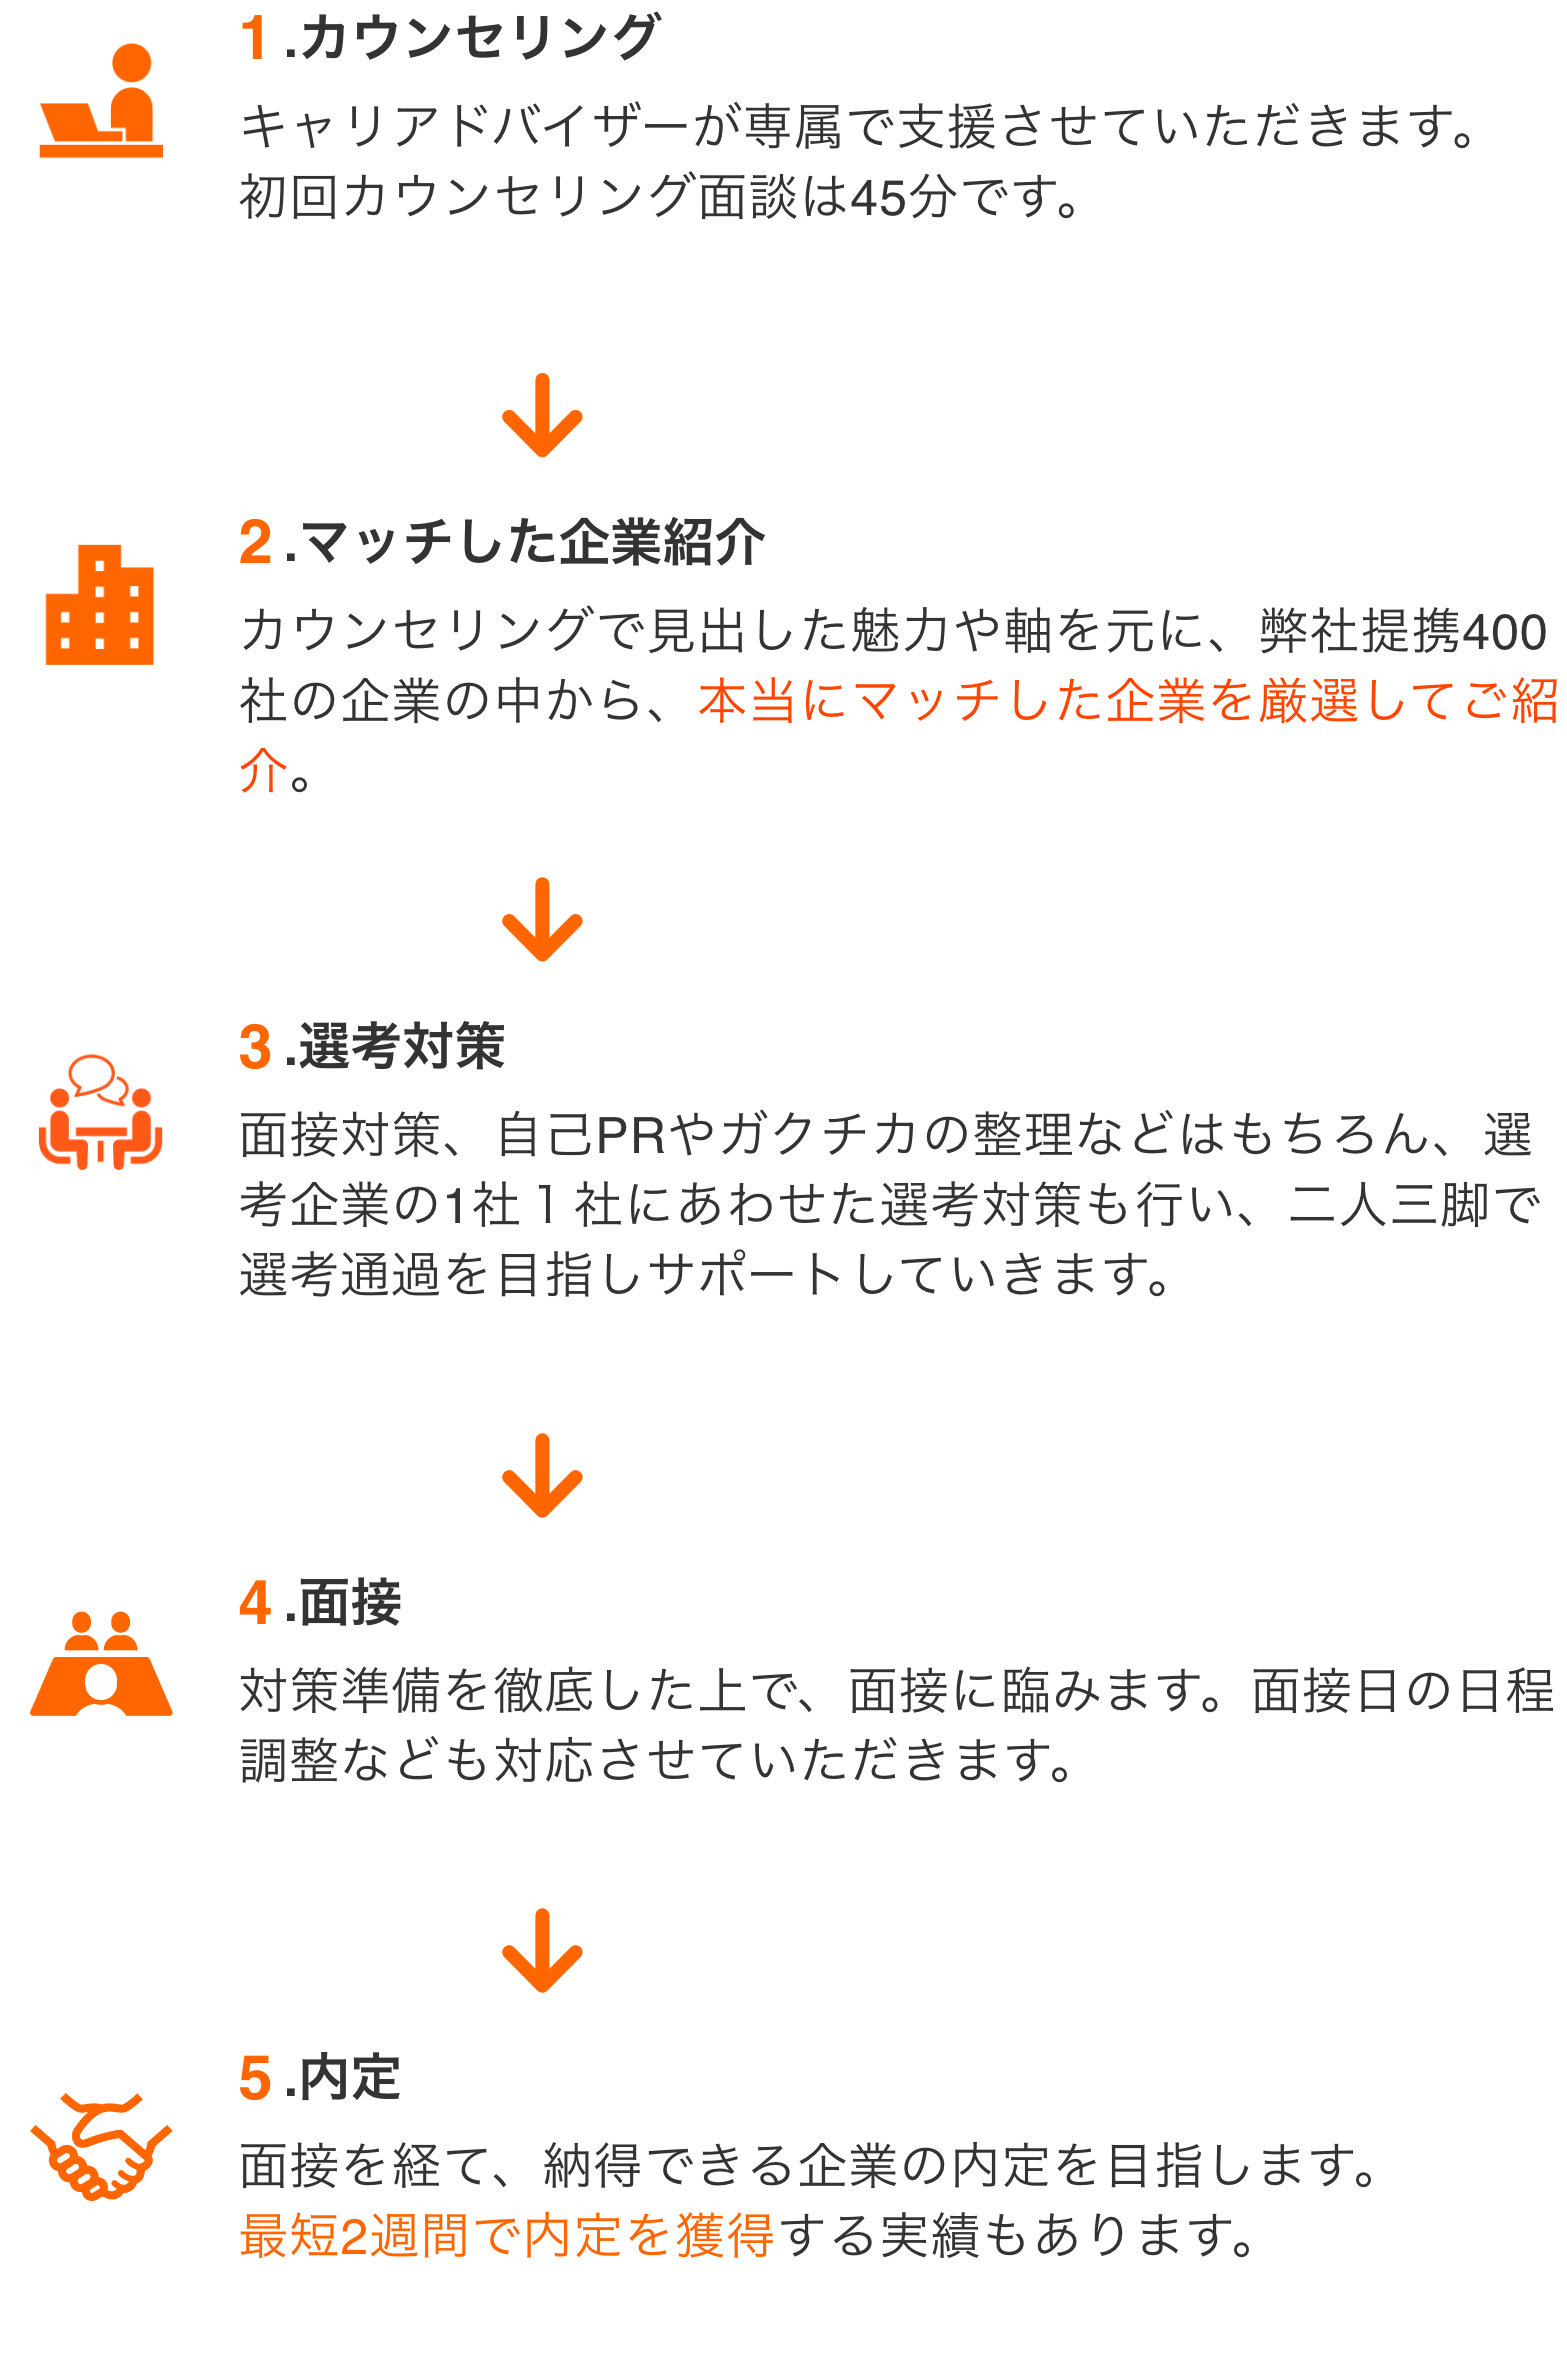 1.カウンセリング
キャリアドバイザーが専属で支援させていただきます。
初回カウンセリング面談は45分です。
2.マッチした企業紹介
カウンセリングで見出した魅力や軸を元に、弊社提携400
社の企業の中から、本当にマッチした企業を厳選してご紹
介。
3.選考対策
面接対策、自己PRやガクチカの整理などはもちろん、選
考企業の1社１社にあわせた選考対策も行い、二人三脚で
選考通過を目指しサポートしていきます。
4.面接
対策準備を徹底した上で、面接に臨みます。面接日の日程
調整なども対応させていただきます。
5.内定
面接を経て、納得できる企業の内定を目指します。
最短2週間で内定を獲得する実績もあります。